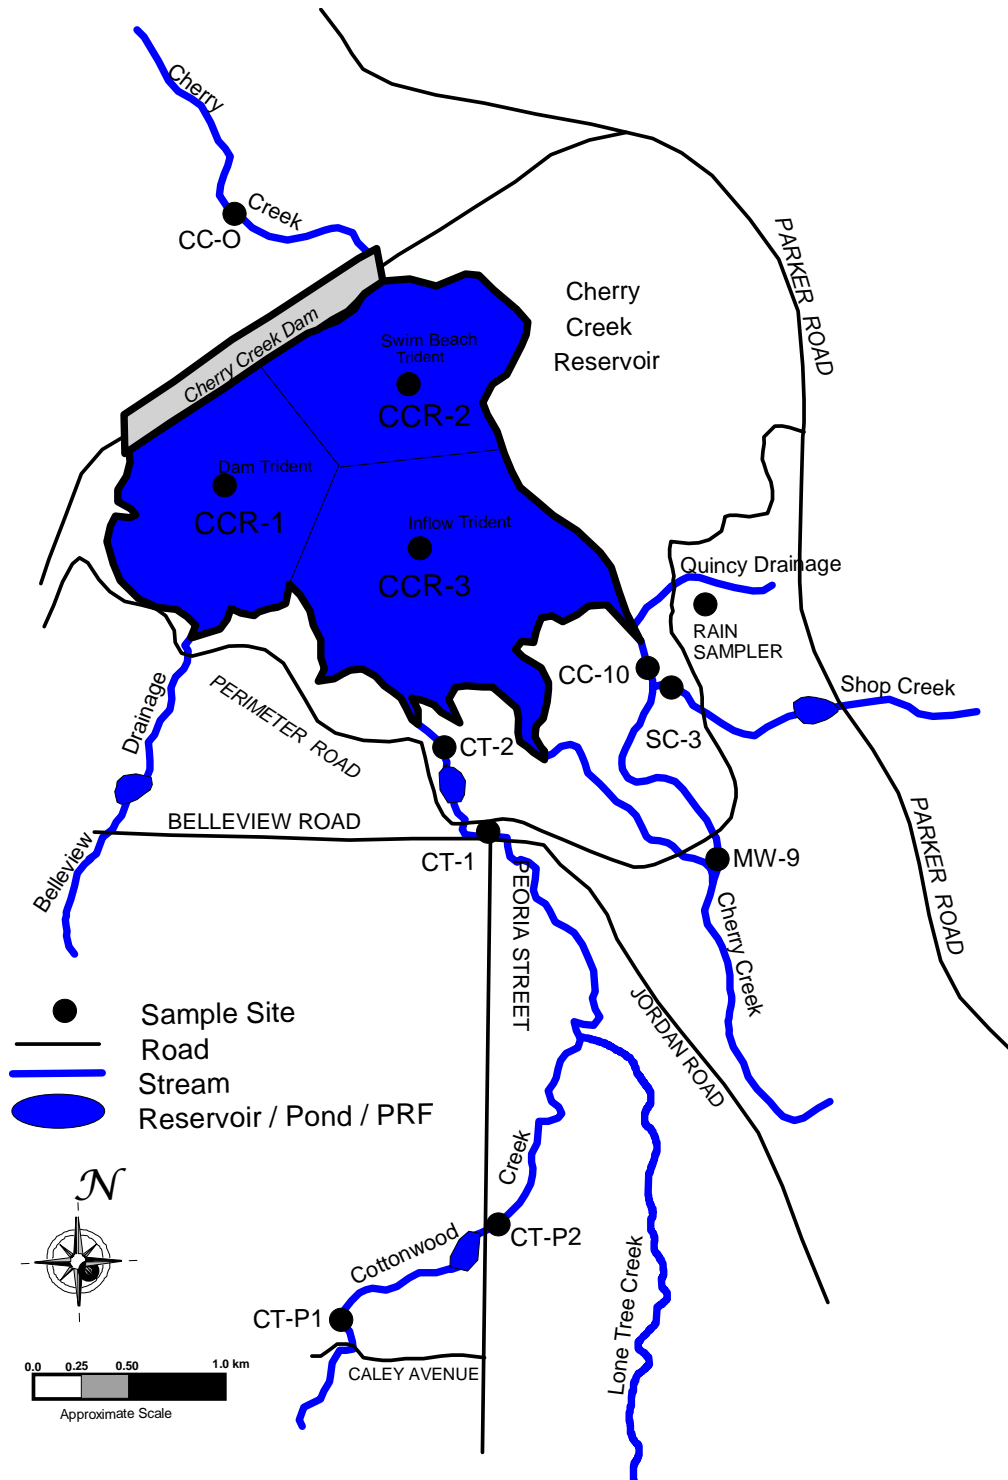 Cherry
Creek
CC-O
PARKER ROAD
Cherry
Creek
Reservoir
Cherry Creek Dam
Swim Beach
Trident
CCR-2
Dam Trident
CCR-1
Inflow Trident
CCR-3
Quincy Drainage
RAIN
SAMPLER
CC-10
Shop Creek
SC-3
PERIMETER ROAD
Drainage
CT-2
BELLEVIEW ROAD
CT-1
MW-9
PARKER ROAD
Belleview
PEORIA STREET
Cherry Creek
JORDAN ROAD
Sample Site
Road
Stream
Reservoir / Pond / PRF
N
Creek
CT-P2
Cottonwood
CT-P1
Lone Tree Creek
CALEY AVENUE
0.0 0.25 0.50 1.0 km
Approximate Scale